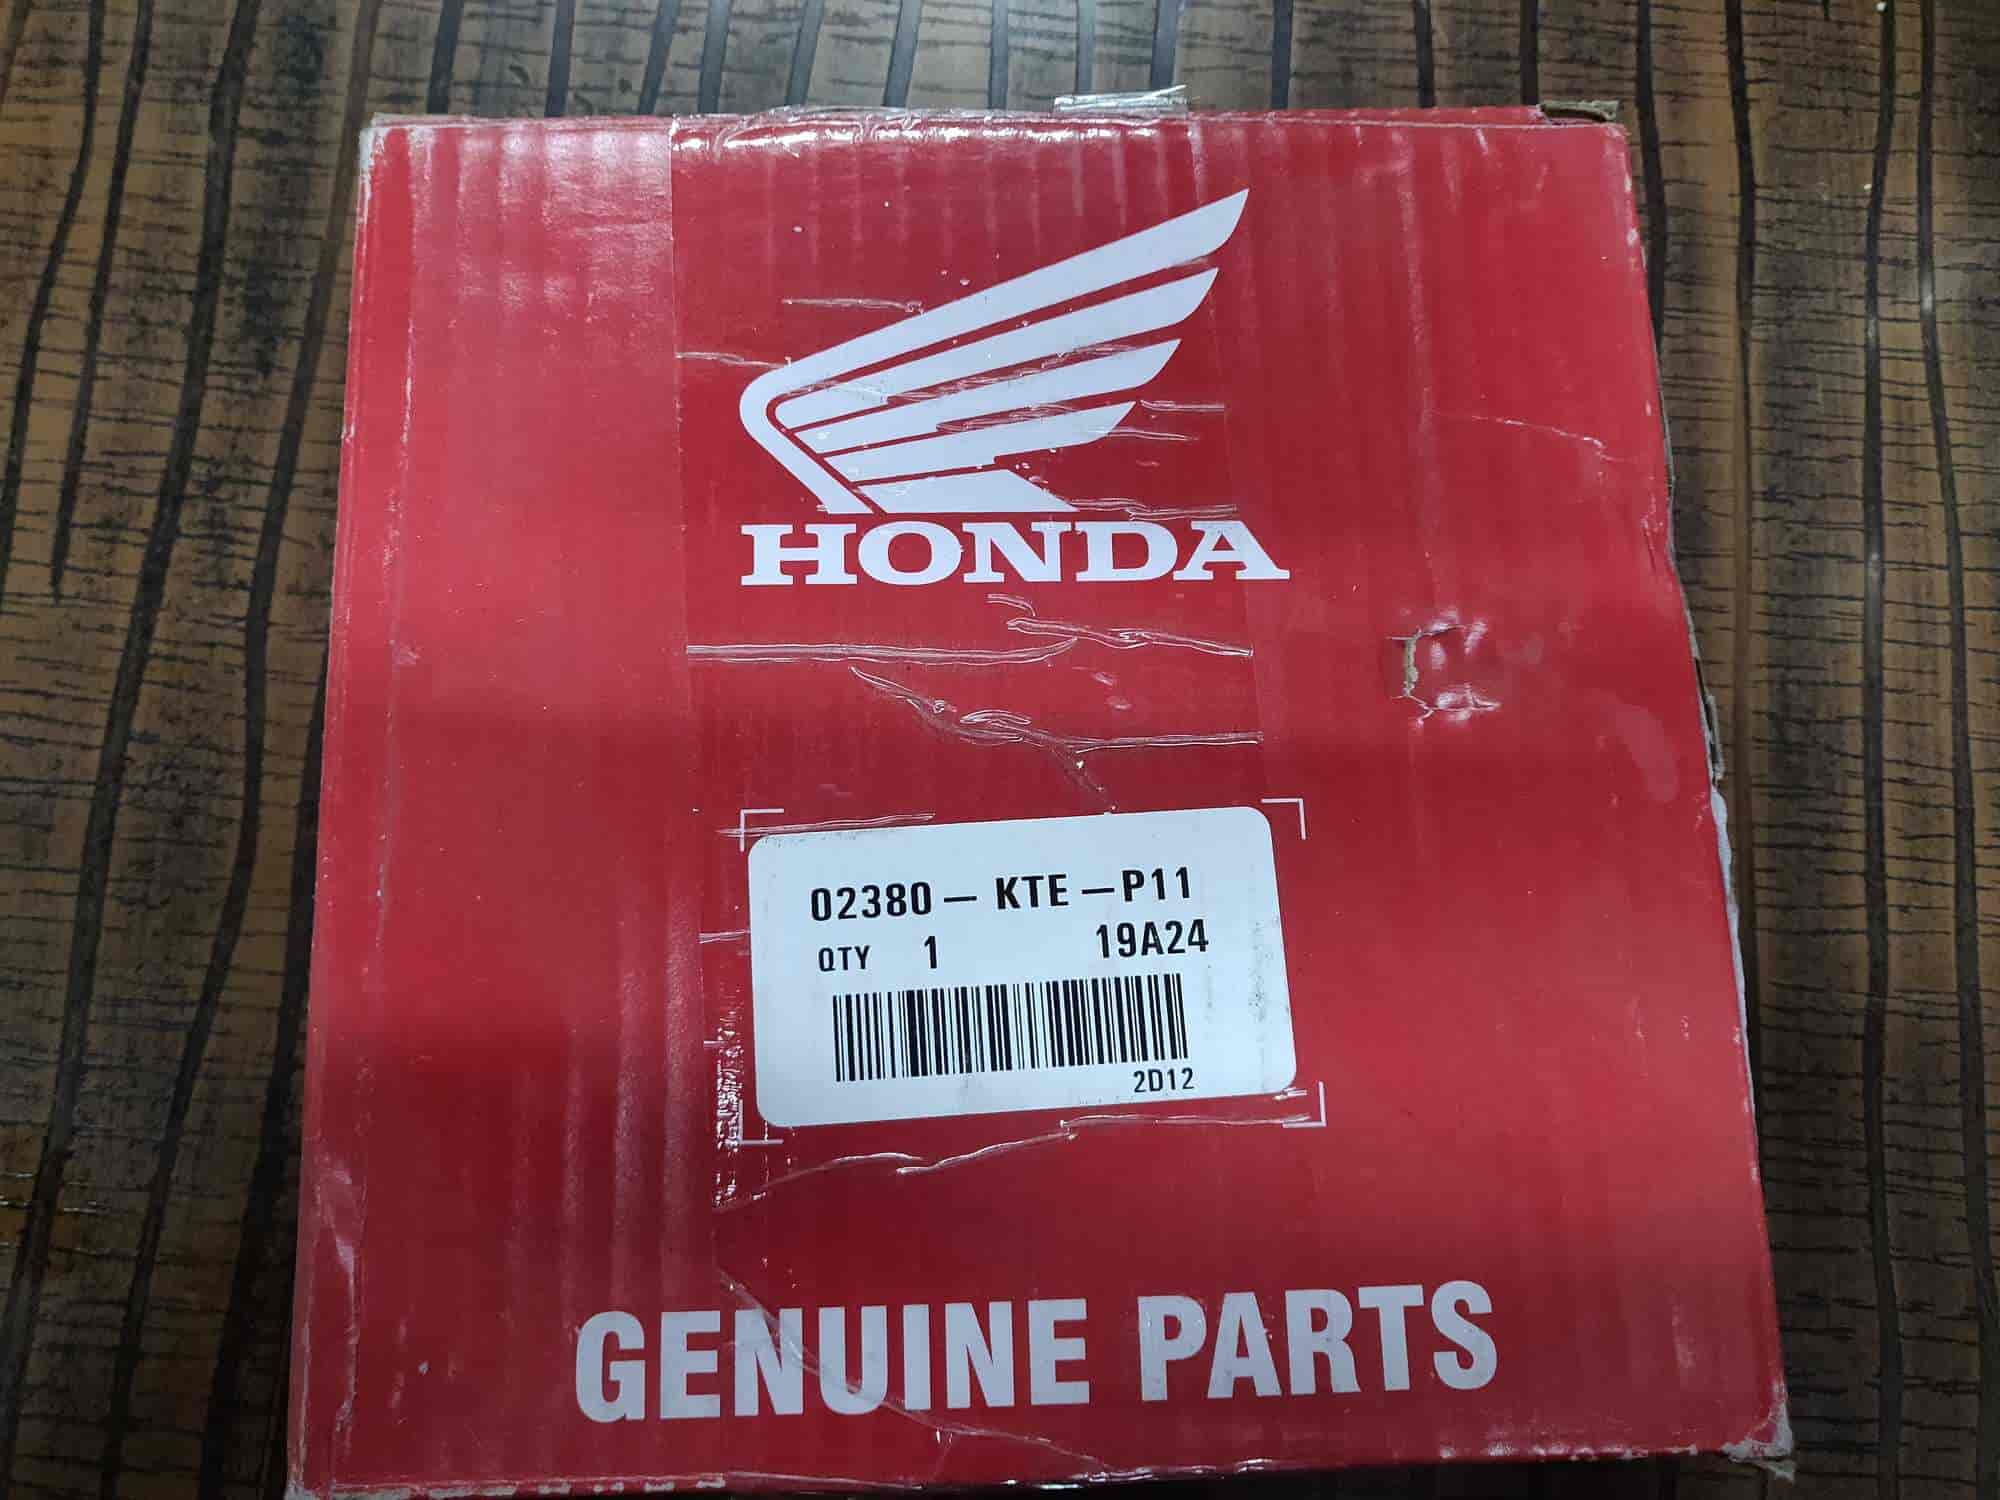 HONDA
02380 — KTE — P11
QTY 1 19A24
2D12
GENUINE PARTS